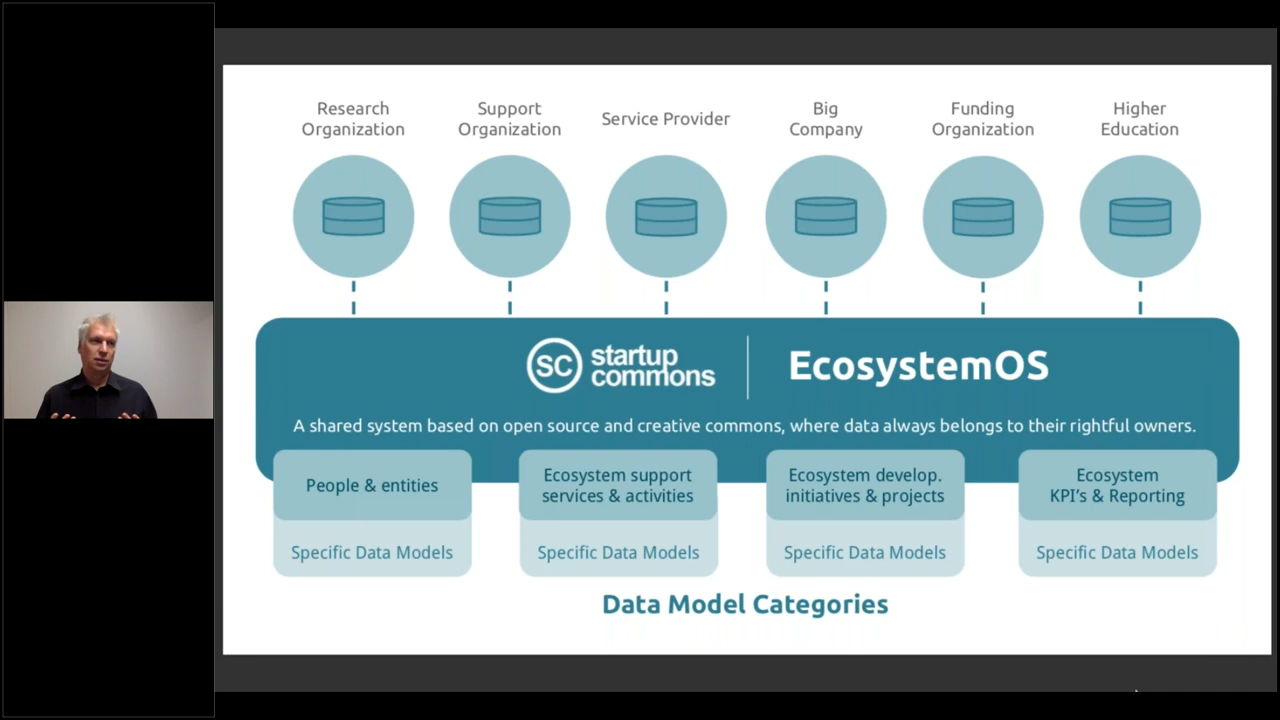 Research
Organization
Support
Organization
Service Provider
Big
Company
Funding
Organization
Higher
Education
SC startup
commons
EcosystemOS
A shared system based on open source and creative commons, where data always belongs to their rightful owners.
People & entities
Ecosystem support
services & activities
Ecosystem develop.
initiatives & projects
Ecosystem
KPI's & Reporting
Specific Data Models
Specific Data Models
Specific Data Models
Specific Data Models
Data Model Categories